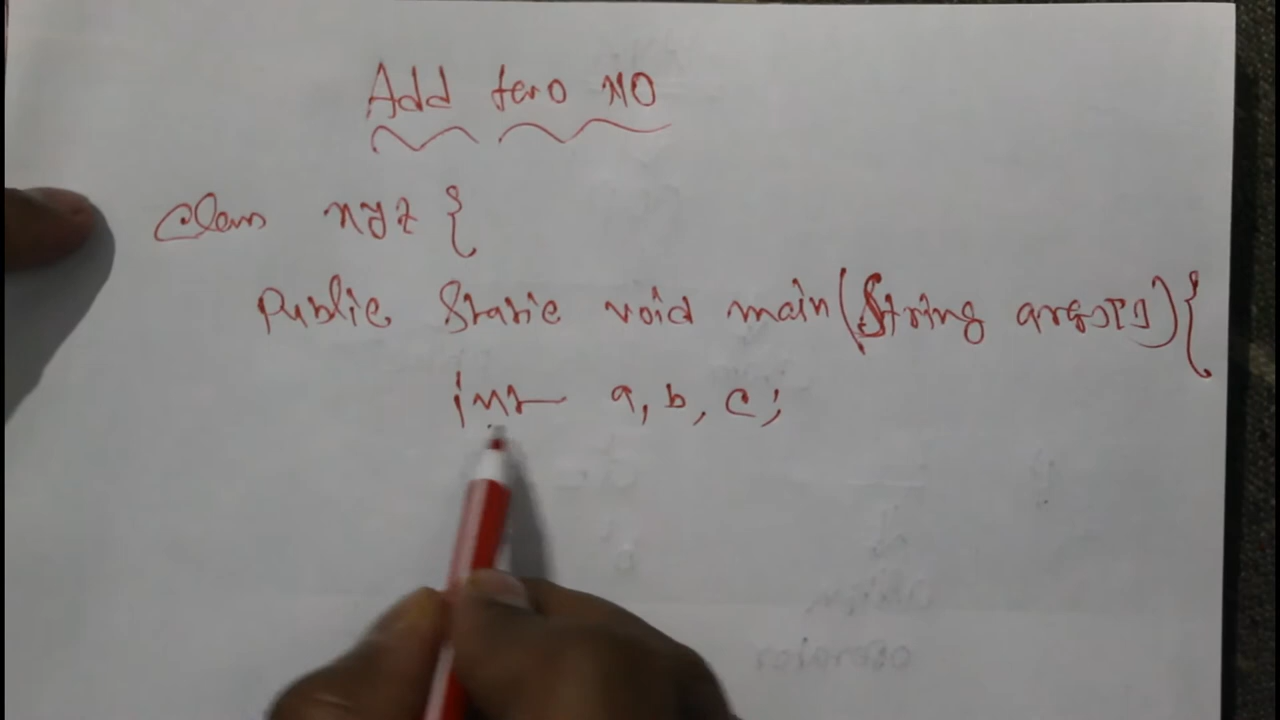 Add two NO
class xyz {
Public Static void main(String args[]){
int a, b, c;